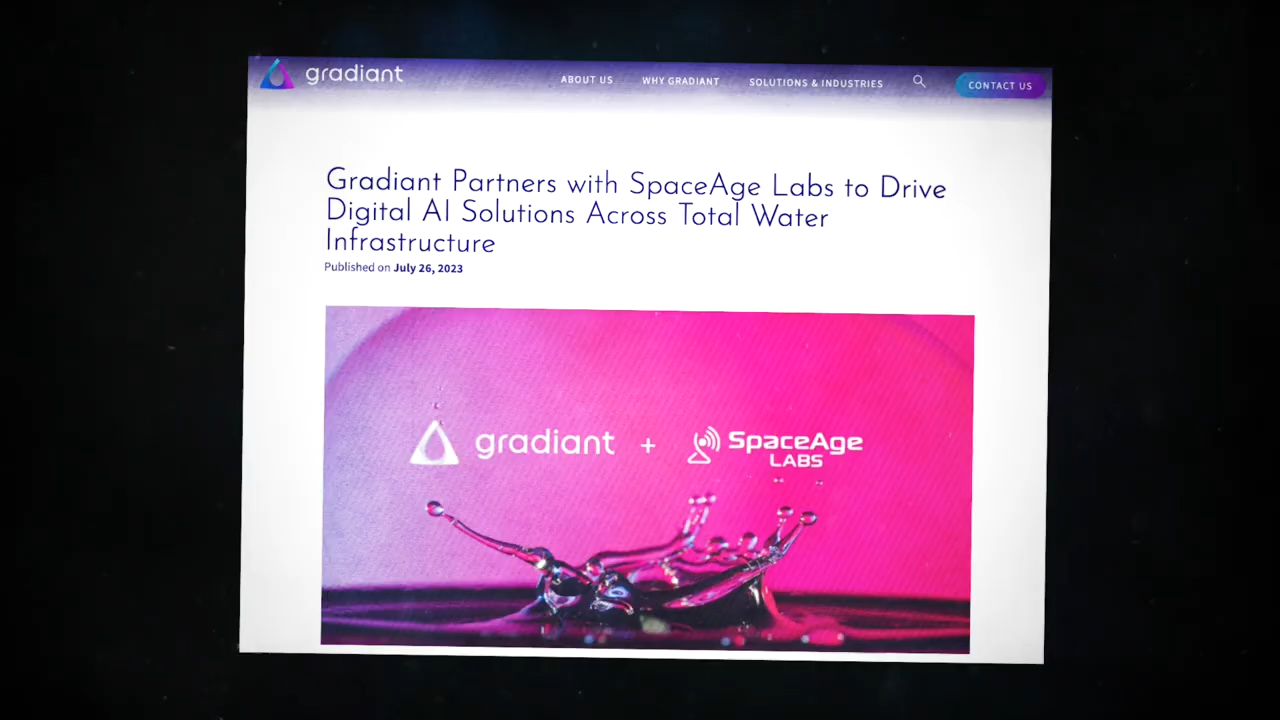 gradiant
ABOUT US
WHY GRADIANT
SOLUTIONS & INDUSTRIES
CONTACT US
Gradiant Partners with SpaceAge Labs to Drive
Digital AI Solutions Across Total Water
Infrastructure
Published on July 26, 2023
gradiant + SpaceAge
LABS